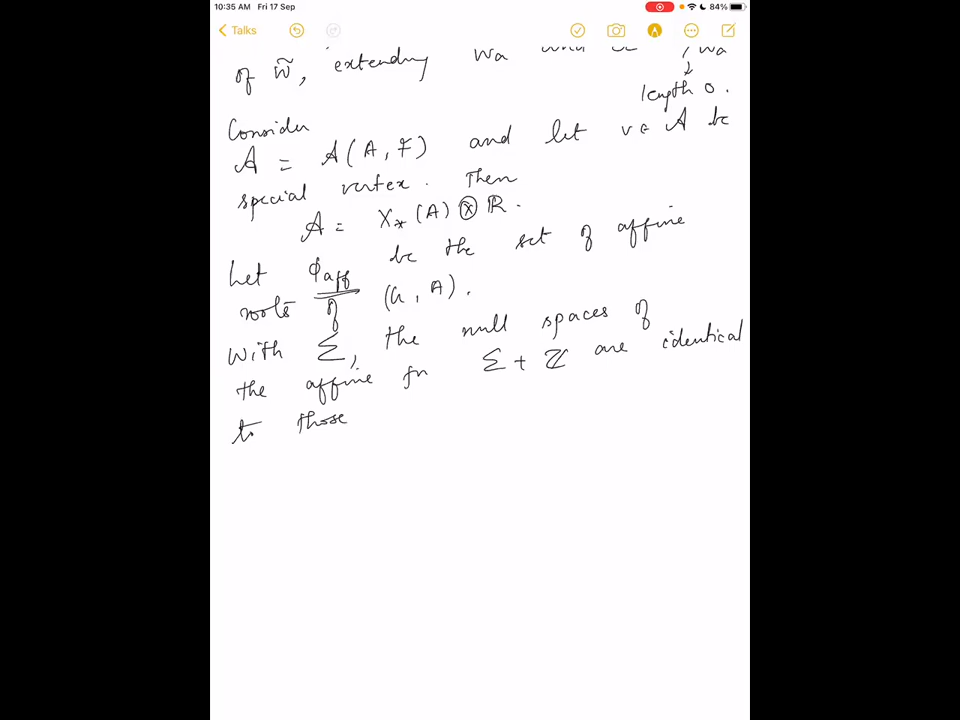 10:35 AM Fri 17 Sep
84%
Talks
of w̃, extending Wa
length 0.
Consider
𝒜 = 𝒜(A, F) and let v ∈ 𝒜 be
special vertex. Then
𝒜 = X_*(A) ⊗ ℝ.
Let Φ_aff be the set of affine
roots of (G, A).
With Σ, the null spaces of
the affine fn Σ + ℤ are identical
to those